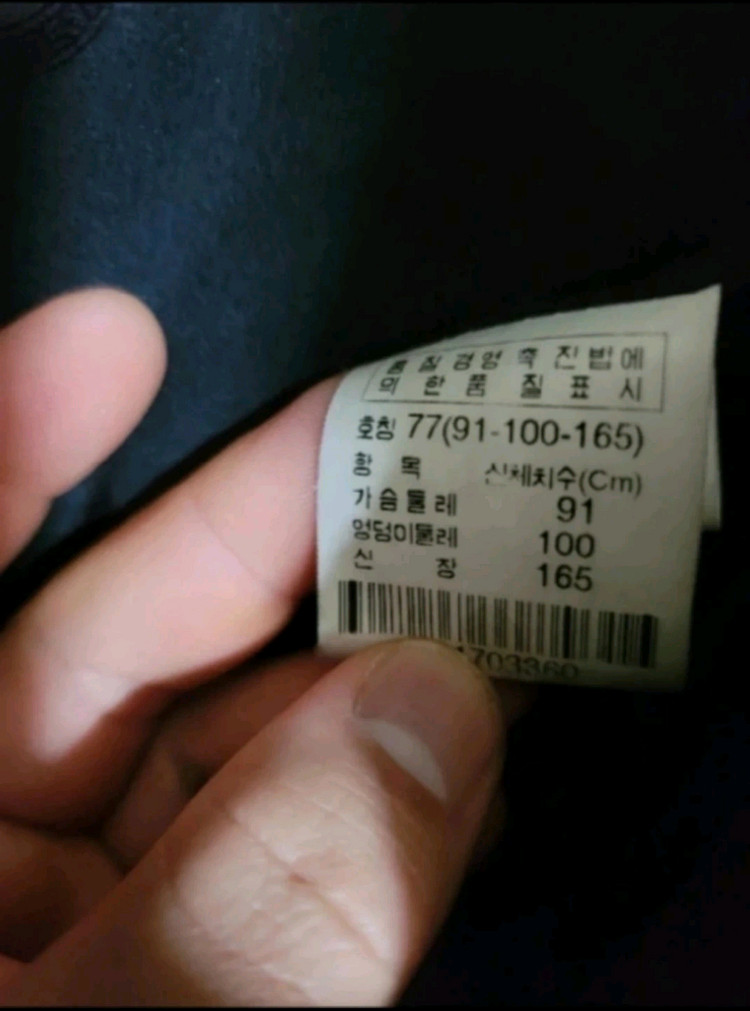 품질경영촉진법에
의한품질표시
호칭 77(91-100-165)
항 목 신체치수(Cm)
가슴둘레 91
엉덩이둘레 100
신 장 165
1703360